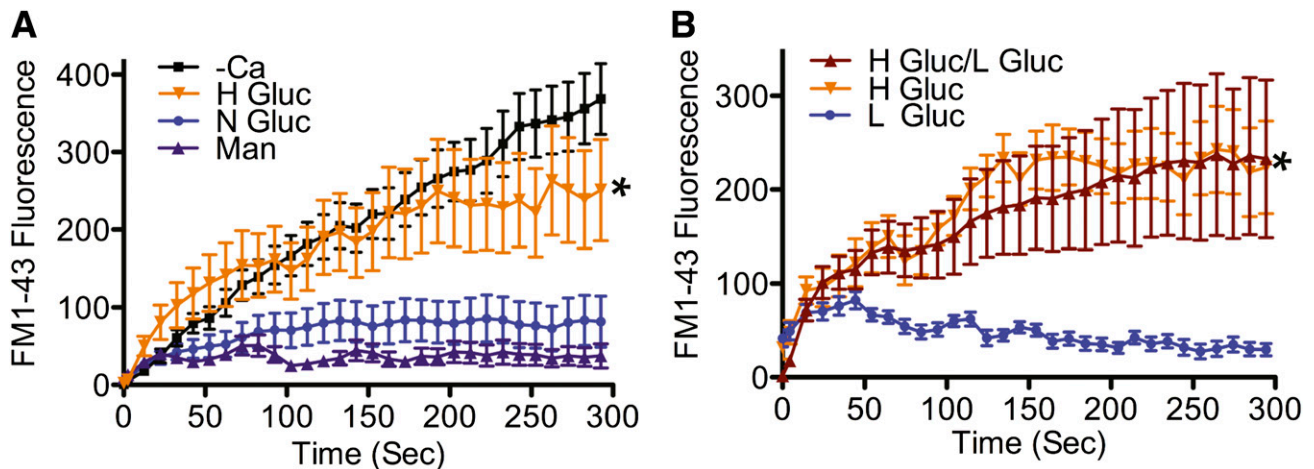 A
FM1-43 Fluorescence
400
300
200
100
0
-Ca
H Gluc
N Gluc
Man
*
0 50 100 150 200 250 300
Time (Sec)
B
FM1-43 Fluorescence
300
200
100
0
H Gluc/L Gluc
H Gluc
L Gluc
*
0 50 100 150 200 250 300
Time (Sec)